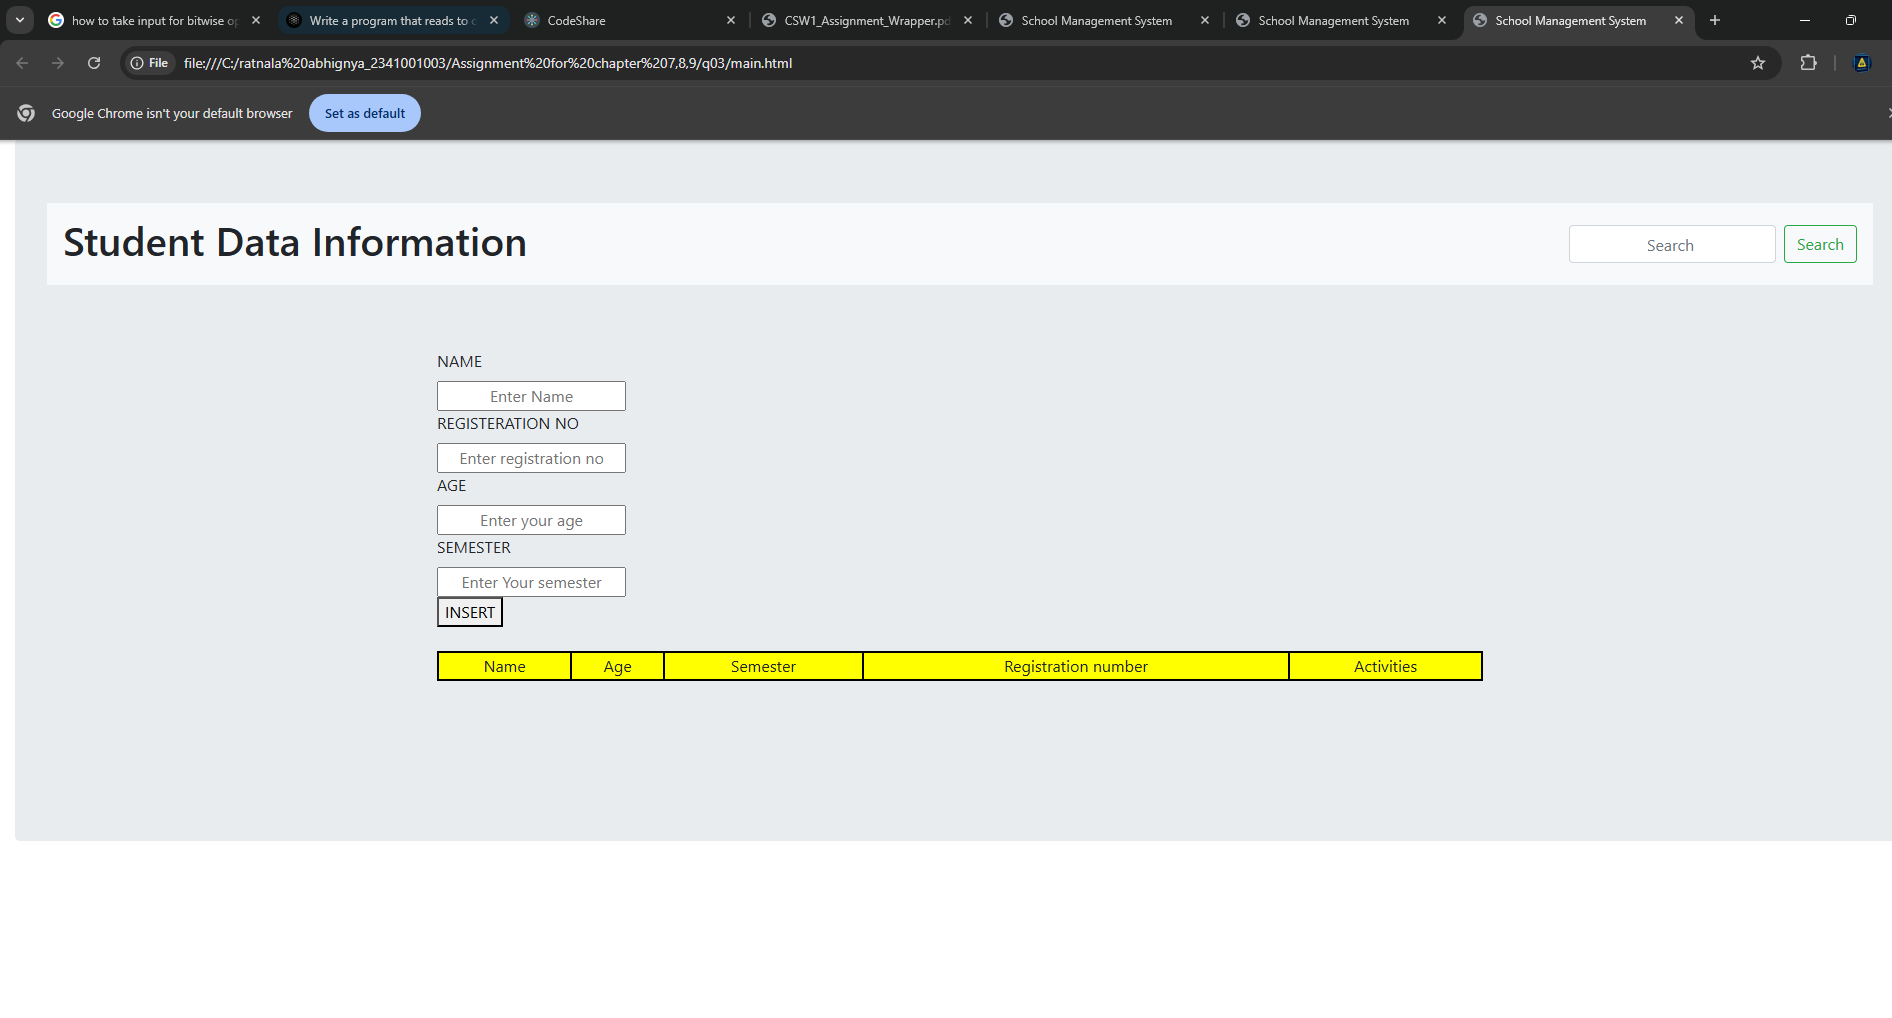 how to take input for bitwise op
Write a program that reads to c
CodeShare
CSW1_Assignment_Wrapper.pd
School Management System
School Management System
School Management System
File
file:///C:/ratnala%20abhignya_2341001003/Assignment%20for%20chapter%207,8,9/q03/main.html
Google Chrome isn't your default browser
Set as default
Student Data Information
Search
Search
NAME
Enter Name
REGISTERATION NO
Enter registration no
AGE
Enter your age
SEMESTER
Enter Your semester
INSERT
Name Age Semester Registration number Activities